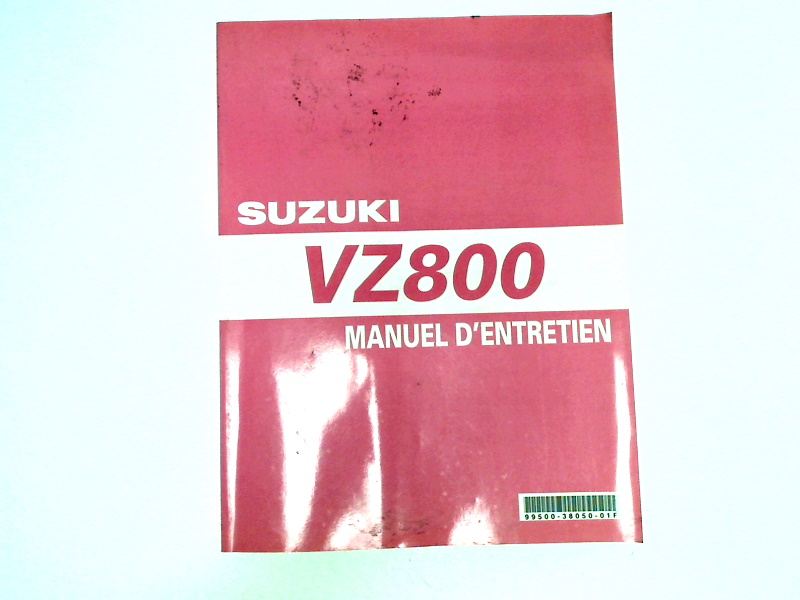 SUZUKI
VZ800
MANUEL D'ENTRETIEN
99500-38050-01F